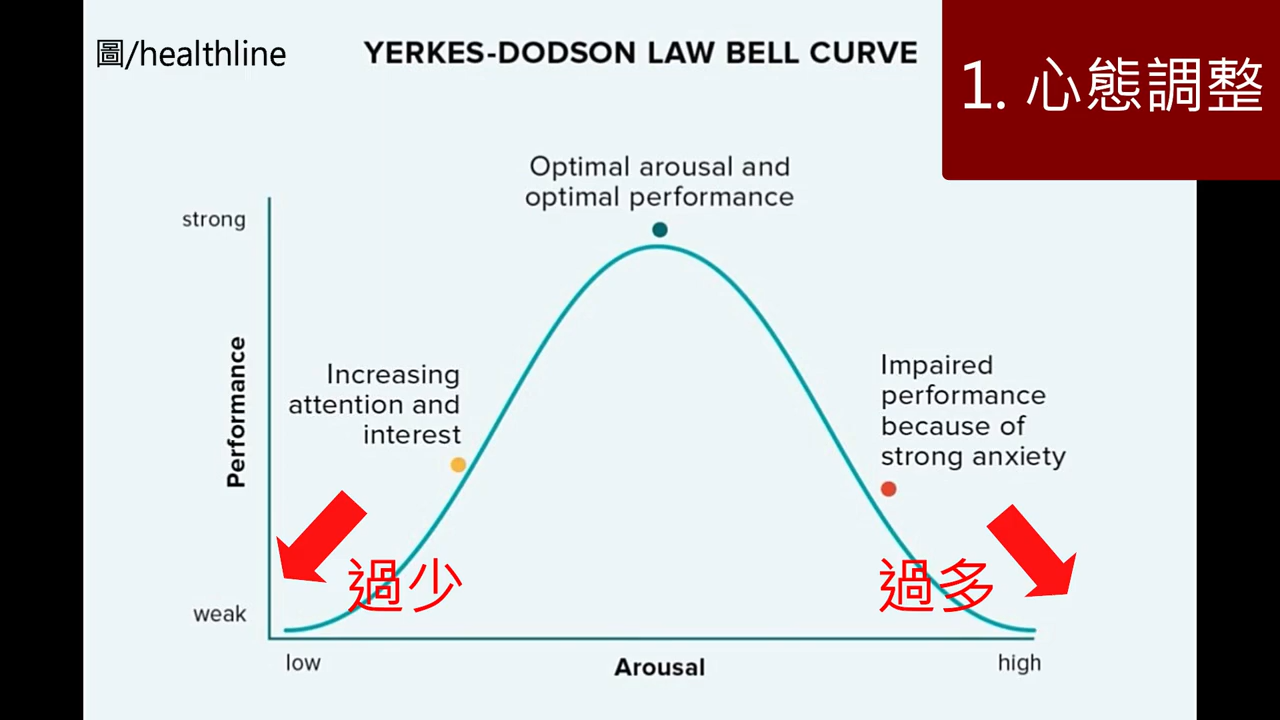 圖/healthline
YERKES-DODSON LAW BELL CURVE
1. 心態調整
Optimal arousal and
optimal performance
strong
Performance
Increasing
attention and
interest
Impaired
performance
because of
strong anxiety
過少
過多
weak
low
Arousal
high